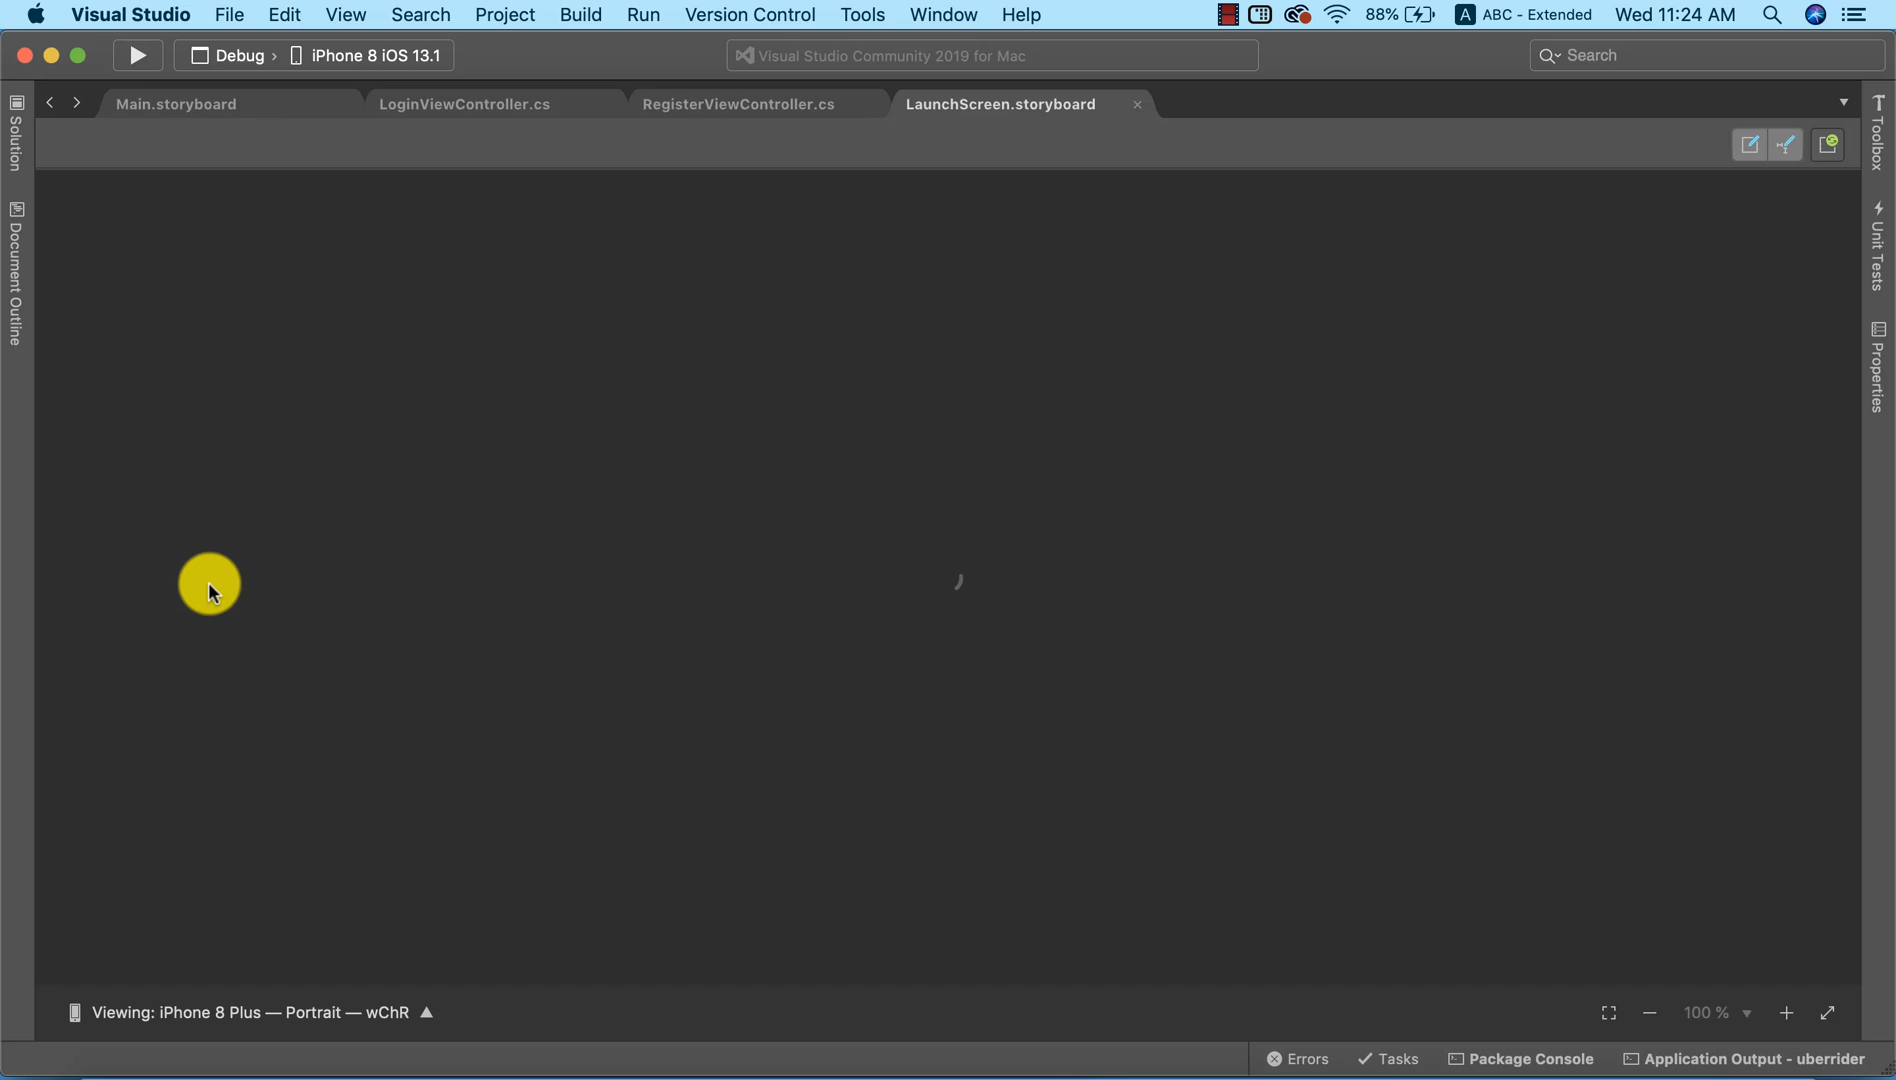 Visual Studio File Edit View Search Project Build Run Version Control Tools Window Help 88% A ABC - Extended Wed 11:24 AM
Debug › iPhone 8 iOS 13.1 Visual Studio Community 2019 for Mac Search
Main.storyboard LoginViewController.cs RegisterViewController.cs LaunchScreen.storyboard
Solution
Document Outline
Toolbox
Unit Tests
Properties
Viewing: iPhone 8 Plus — Portrait — wChR 100 %
Errors Tasks Package Console Application Output - uberrider